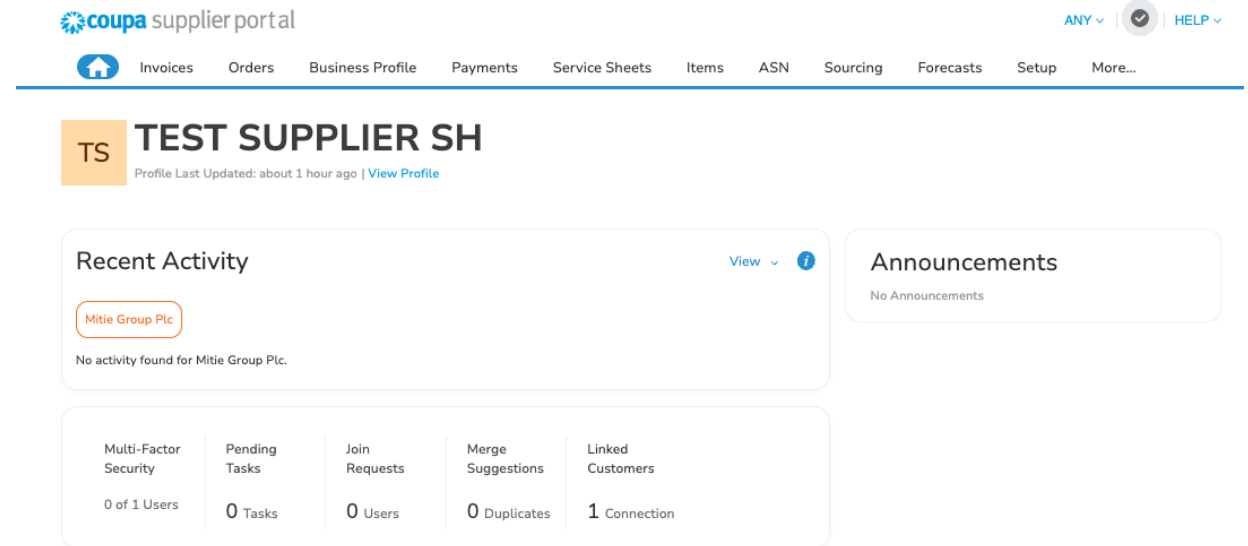 coupa supplier portal
ANY
HELP
Invoices Orders Business Profile Payments Service Sheets Items ASN Sourcing Forecasts Setup More...
TS
TEST SUPPLIER SH
Profile Last Updated: about 1 hour ago | View Profile
Recent Activity
View
i
Mitie Group Plc
No activity found for Mitie Group Plc.
Announcements
No Announcements
Multi-Factor
Security
0 of 1 Users
Pending
Tasks
0 Tasks
Join
Requests
0 Users
Merge
Suggestions
0 Duplicates
Linked
Customers
1 Connection